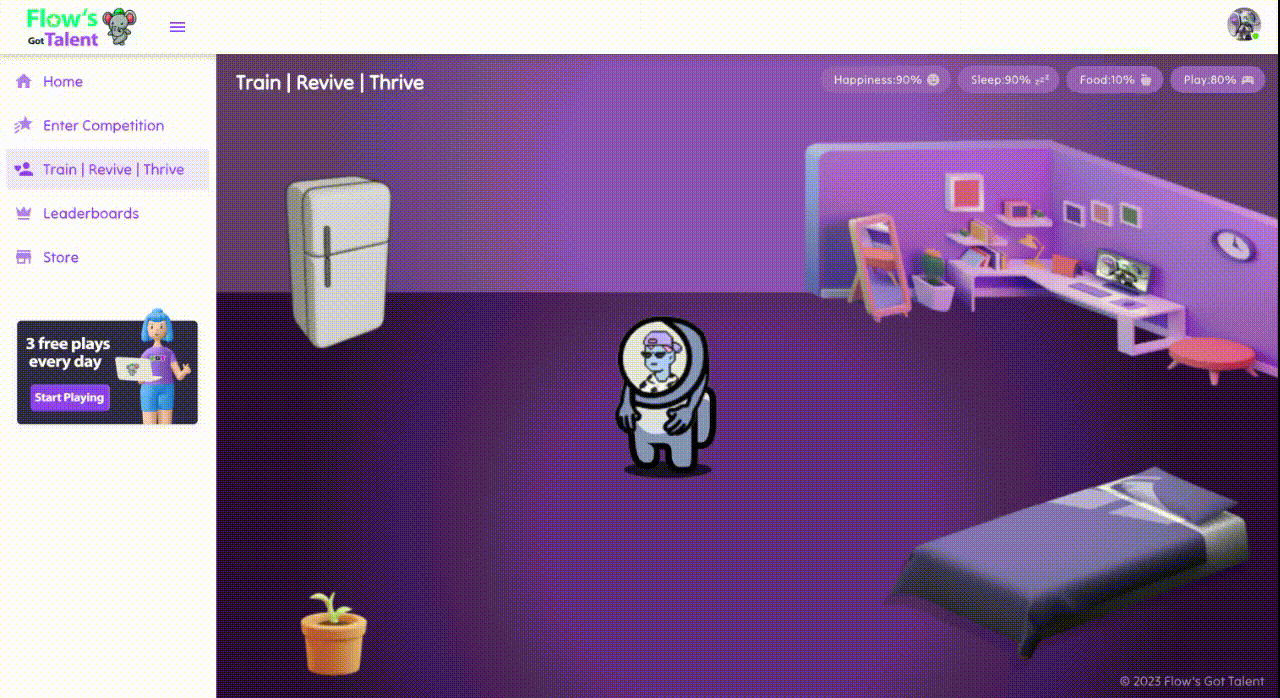 Flow's
Got Talent
Home
Enter Competition
Train | Revive | Thrive
Leaderboards
Store
3 free plays
every day
Start Playing
Train | Revive | Thrive
Happiness:90%
Sleep:90%
Food:10%
Play:80%
© 2023 Flow's Got Talent